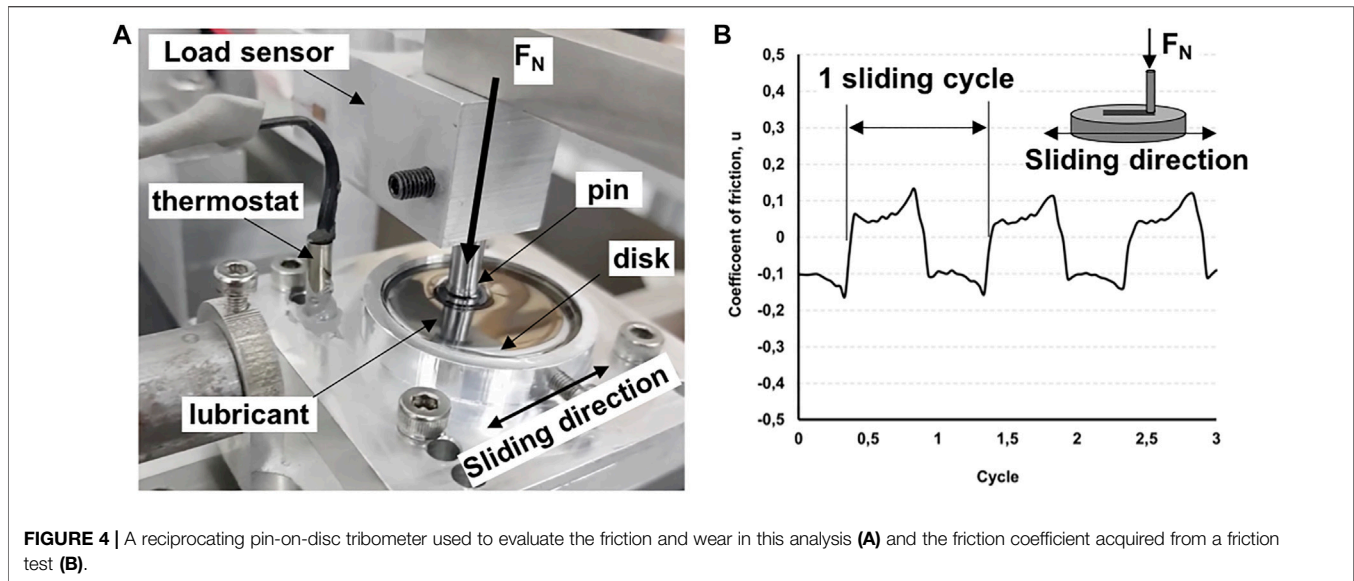 A
Load sensor
F_N
thermostat
pin
disk
lubricant
Sliding direction
B
0,5
0,4
0,3
0,2
0,1
0
-0,1
-0,2
-0,3
-0,4
-0,5
Coefficoent of friction, u
1 sliding cycle
F_N
Sliding direction
0 0,5 1 1,5 2 2,5 3
Cycle
FIGURE 4 | A reciprocating pin-on-disc tribometer used to evaluate the friction and wear in this analysis (A) and the friction coefficient acquired from a friction
test (B).